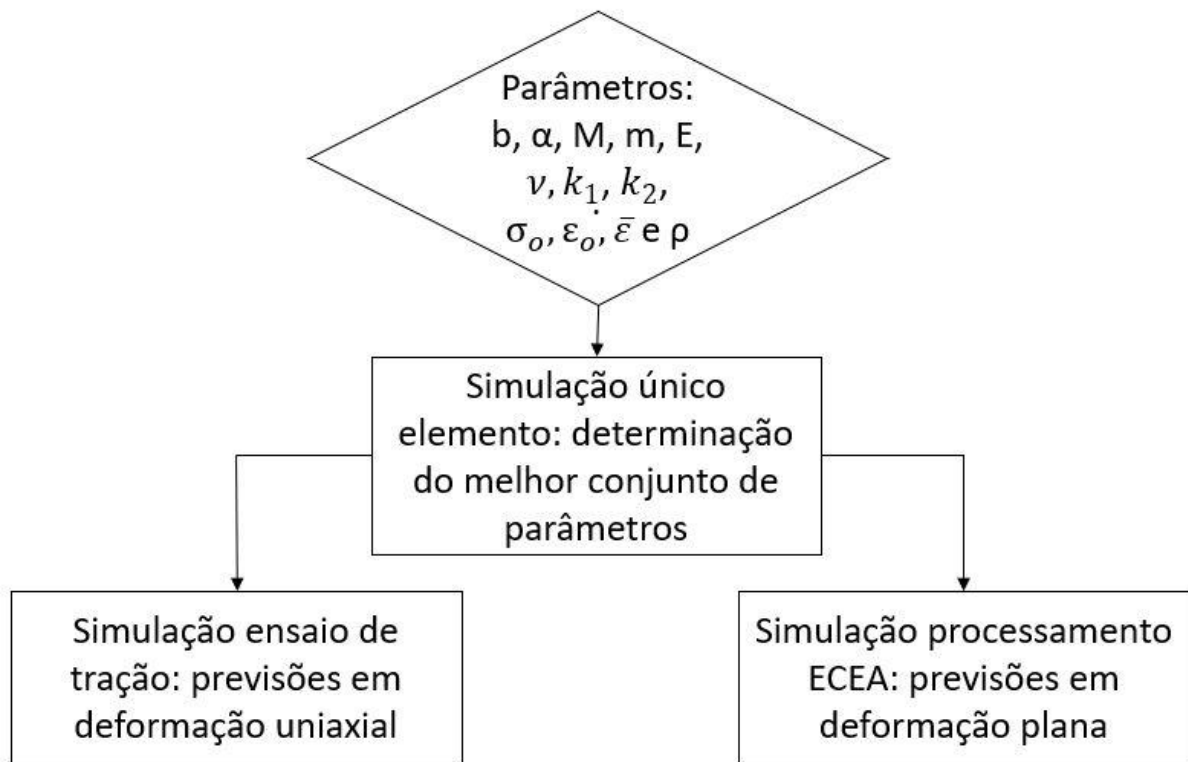 Parâmetros:
b, α, M, m, E,
ν, k₁, k₂,
σₒ, ε̇ₒ, ε̄ e ρ
Simulação único
elemento: determinação
do melhor conjunto de
parâmetros
Simulação ensaio de
tração: previsões em
deformação uniaxial
Simulação processamento
ECEA: previsões em
deformação plana